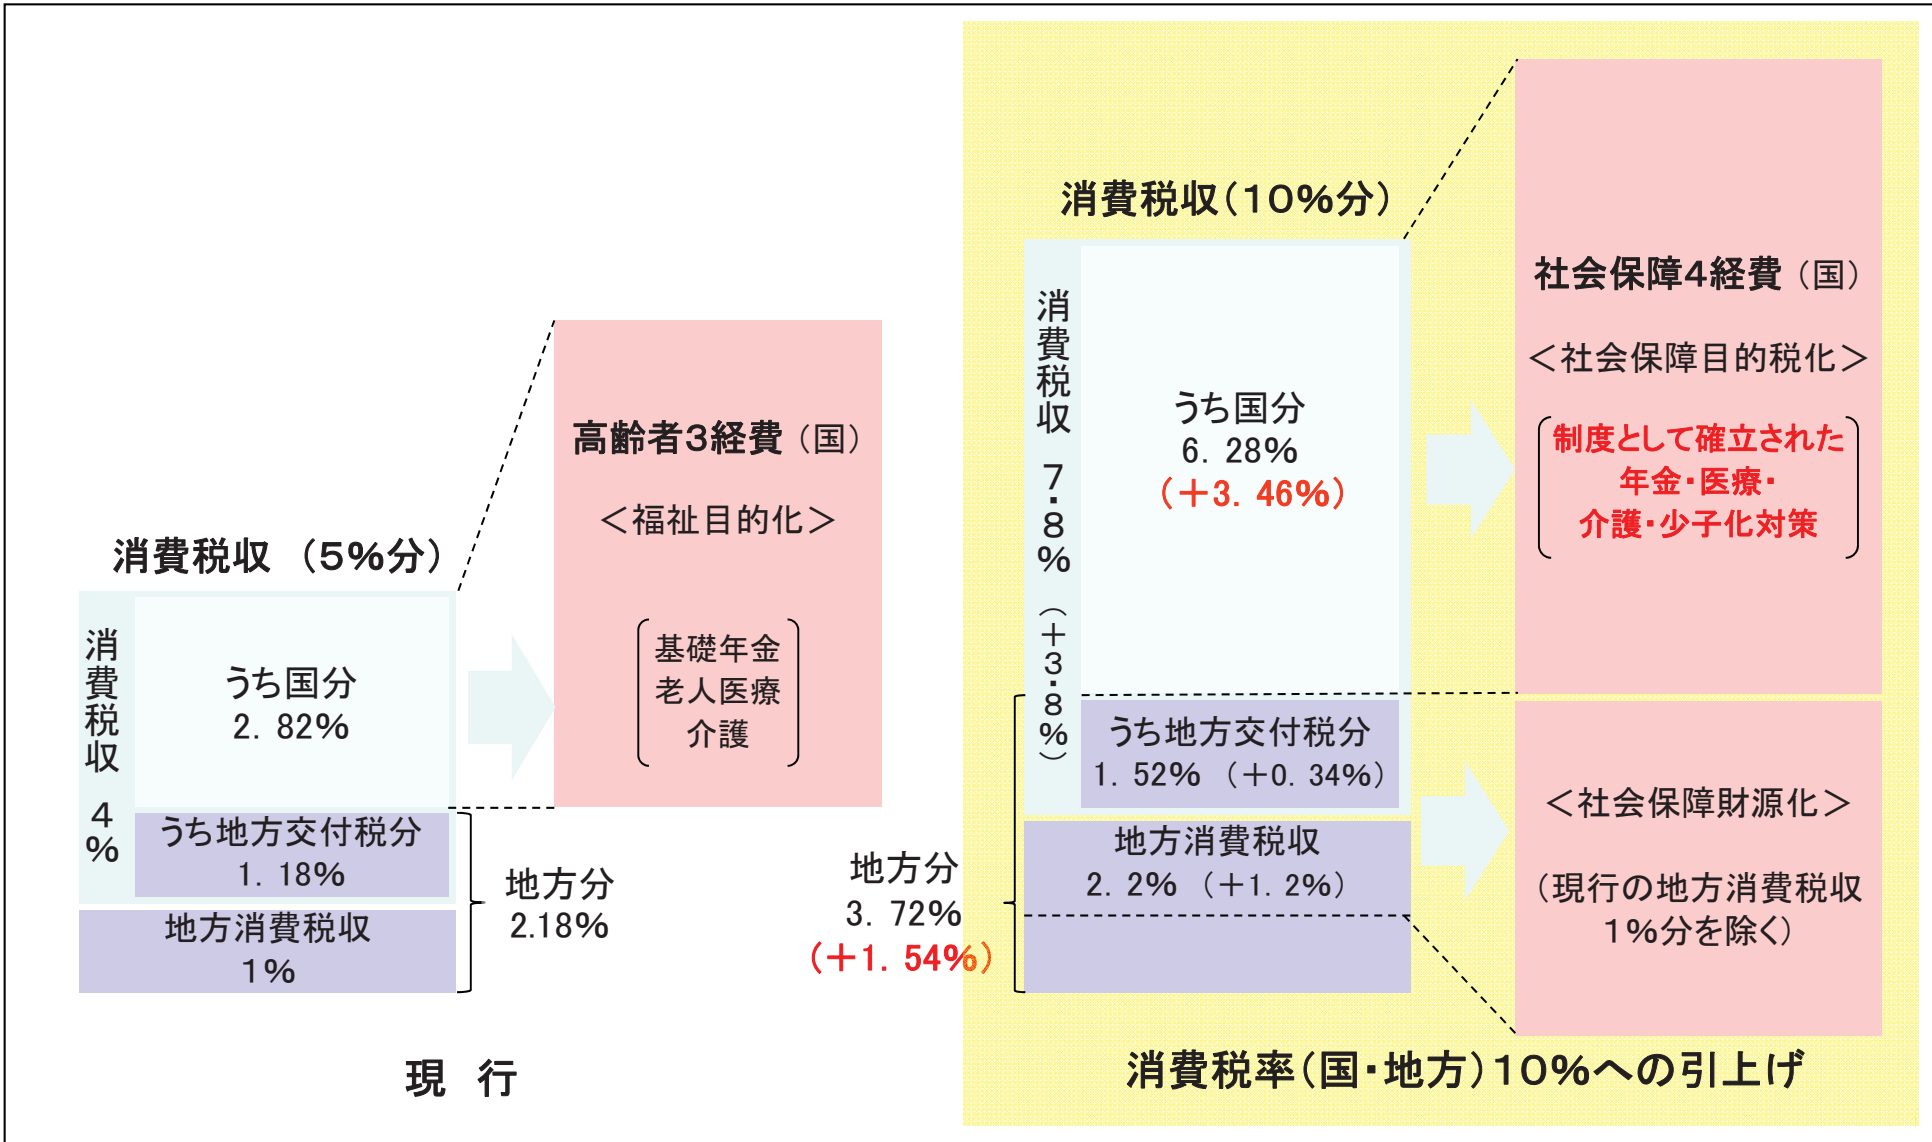 消費税収 （5%分）
消費税収 4%
うち国分
2．82%
うち地方交付税分
1．18%
地方消費税収
1%
地方分
2.18%
高齢者3経費（国）
＜福祉目的化＞
基礎年金
老人医療
介護
現 行
消費税収（10%分）
消費税収 7.8%（＋3.8%）
うち国分
6．28%
（＋3．46%）
うち地方交付税分
1．52%（＋0．34%）
地方消費税収
2．2%（＋1．2%）
地方分
3．72%
（＋1．54%）
社会保障4経費（国）
＜社会保障目的税化＞
制度として確立された
年金・医療・
介護・少子化対策
＜社会保障財源化＞
（現行の地方消費税収
1%分を除く）
消費税率（国・地方）10%への引上げ